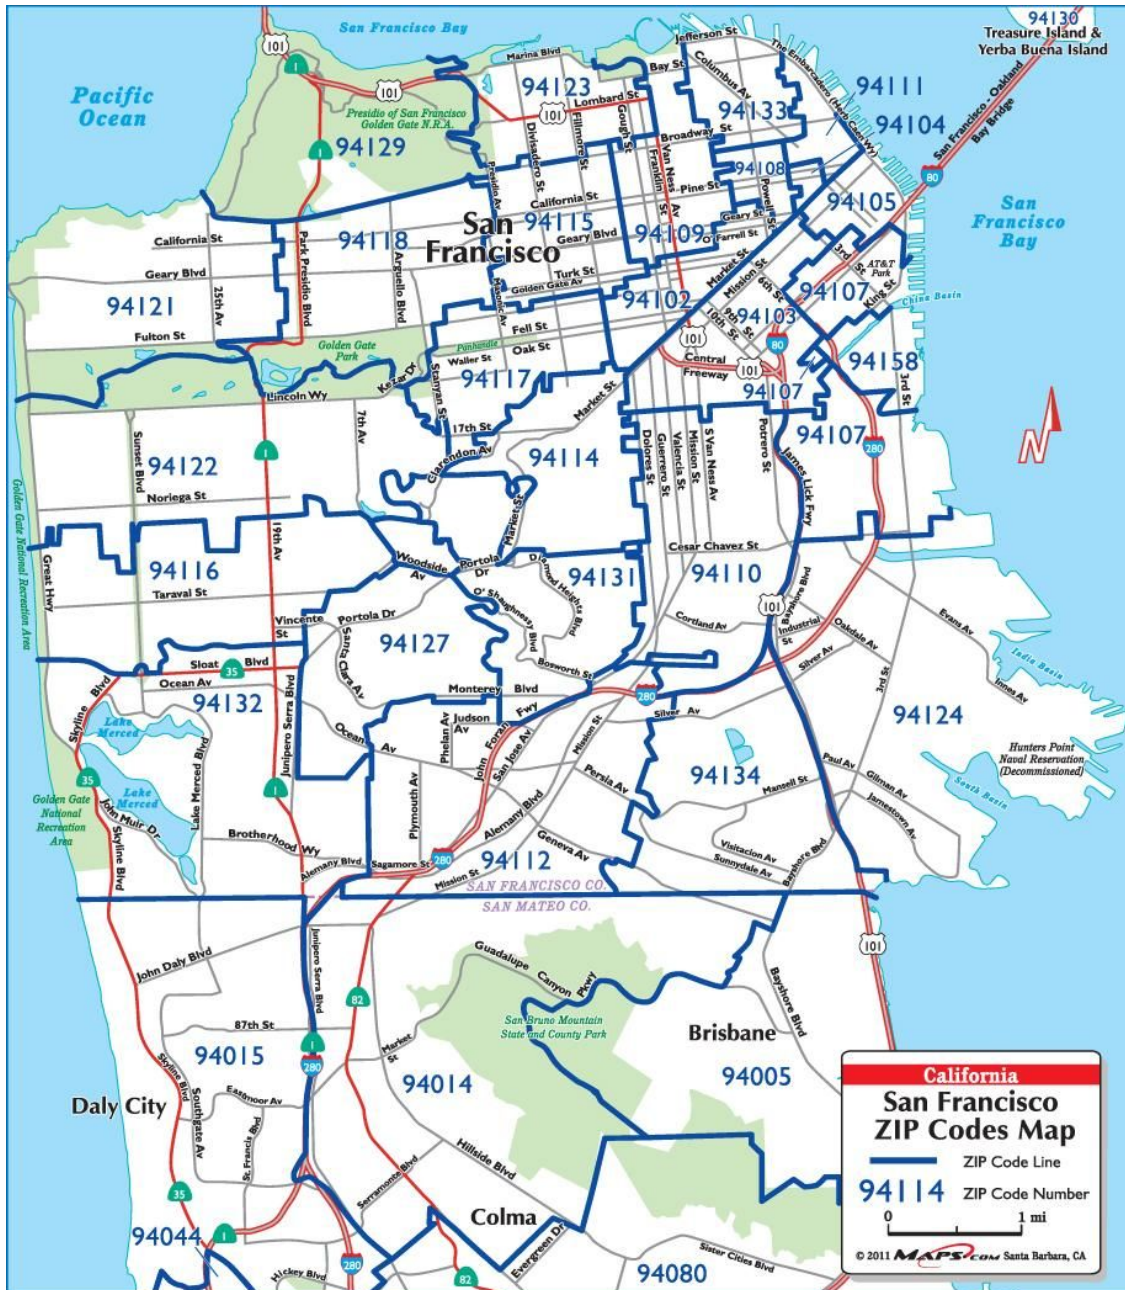 San Francisco Bay
94130
Treasure Island &
Yerba Buena Island
101
1
Jefferson St
Marina Blvd
Bay St
The Embarcadero (Herb Caen Wy)
Columbus Av
Pacific
Ocean
101
94123
101
Lombard St
94111
94133
94104
San Francisco - Oakland
Bay Bridge
Presidio of San Francisco
Golden Gate N.R.A.
Divisadero St
Fillmore St
Gough St
Broadway St
1
94129
Presidio Av
Van Ness Av
Franklin St
94108
Pine St
Powell St
80
California St
94115
94105
San
Francisco
Bay
San
Francisco
94118
California St
Geary Blvd
94109
Geary St
O'Farrell St
Park Presidio Blvd
Arguello Blvd
Geary Blvd
Turk St
Golden Gate Av
Masonic Av
Market St
Mission St
3rd St
AT&T
Park
94121
25th Av
94102
6th St
9th St
10th St
94107
King St
China Basin
94103
Fulton St
Golden Gate
Park
Panhandle
Fell St
Oak St
Waller St
101
80
Central
Freeway
101
94158
3rd St
Kezar Dr
Stanyan St
94117
94107
Lincoln Wy
Market St
7th Av
17th St
Clarendon Av
94107
280
1
Sunset Blvd
94122
94114
Dolores St
Guerrero St
Valencia St
Mission St
S Van Ness Av
Potrero St
James Lick Fwy
N
Golden Gate National Recreation Area
Noriega St
Market St
19th Av
Great Hwy
94116
Woodside
Av
Portola
Dr
Diamond Heights Blvd
94131
Cesar Chavez St
94110
Taraval St
O'Shaughnessy Blvd
101
Bayshore Blvd
Vincente
St
Portola Dr
Cortland Av
Industrial
St
Oakdale Av
Evans Av
94127
Santa Clara Av
Silver Av
India Basin
Sloat Blvd
35
Bosworth St
3rd St
Innes Av
Skyline Blvd
Ocean Av
94132
Junipero Serra Blvd
Monterey Blvd
280
94124
Lake
Merced
Ocean Av
Judson
Av
Phelan Av
John Foran Fwy
San Jose Av
Mission St
Silver Av
Hunters Point
Naval Reservation
(Decommissioned)
35
Lake
Merced
Lake Merced Blvd
1
Persia Av
94134
Mansell St
Paul Av
Gilman Av
Jamestown Av
South Basin
Golden Gate
National
Recreation
Area
John Muir Dr
Plymouth Av
Alemany Blvd
Brotherhood Wy
Geneva Av
Visitacion Av
Sunnydale Av
Skyline Blvd
Alemany Blvd
Sagamore St
280
94112
Bayshore Blvd
Mission St
SAN FRANCISCO CO.
SAN MATEO CO.
Junipero Serra Blvd
John Daly Blvd
Guadalupe Canyon Pkwy
101
Bayshore Blvd
82
San Bruno Mountain
State and County Park
Brisbane
87th St
1
280
Market
St
94015
94014
94005
Skyline Blvd
Southgate Av
Eastmoor Av
St. Francis Blvd
Daly City
Hillside Blvd
Serramonte Blvd
35
Colma
94044
1
280
Hickey Blvd
82
Evergreen Dr
Sister Cities Blvd
94080
California
San Francisco
ZIP Codes Map
ZIP Code Line
94114 ZIP Code Number
0 1 mi
© 2011 MAPS.com Santa Barbara, CA